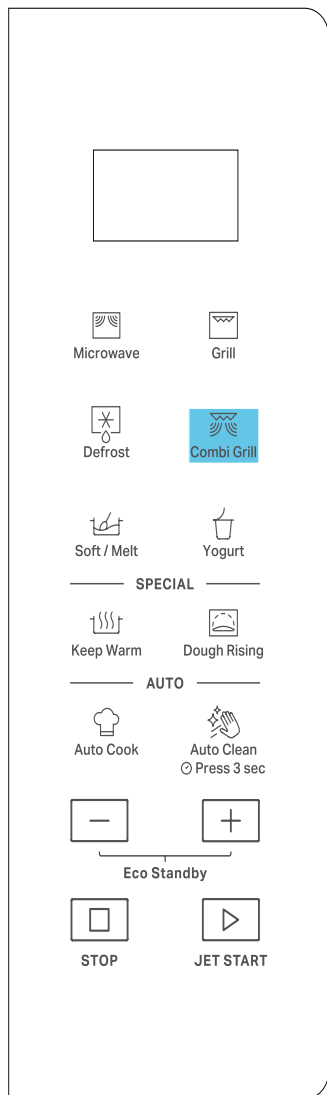 Microwave Grill
Defrost Combi Grill
Soft / Melt Yogurt
SPECIAL
Keep Warm Dough Rising
AUTO
Auto Cook Auto Clean
Press 3 sec
Eco Standby
STOP JET START